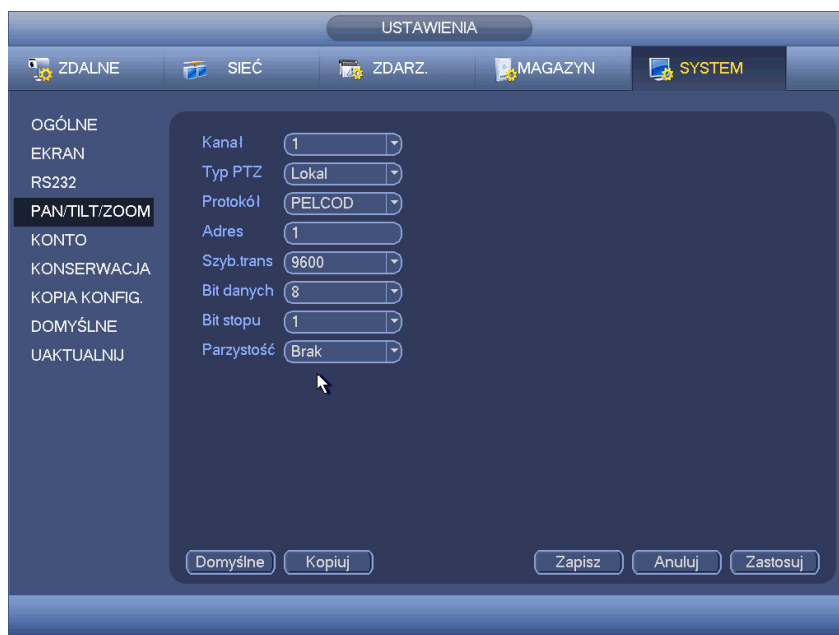 USTAWIENIA
ZDALNE SIEĆ ZDARZ. MAGAZYN SYSTEM
OGÓLNE
EKRAN
RS232
PAN/TILT/ZOOM
KONTO
KONSERWACJA
KOPIA KONFIG.
DOMYŚLNE
UAKTUALNIJ
Kanał 1
Typ PTZ Lokal
Protokół PELCOD
Adres 1
Szyb.trans 9600
Bit danych 8
Bit stopu 1
Parzystość Brak
Domyślne Kopiuj Zapisz Anuluj Zastosuj